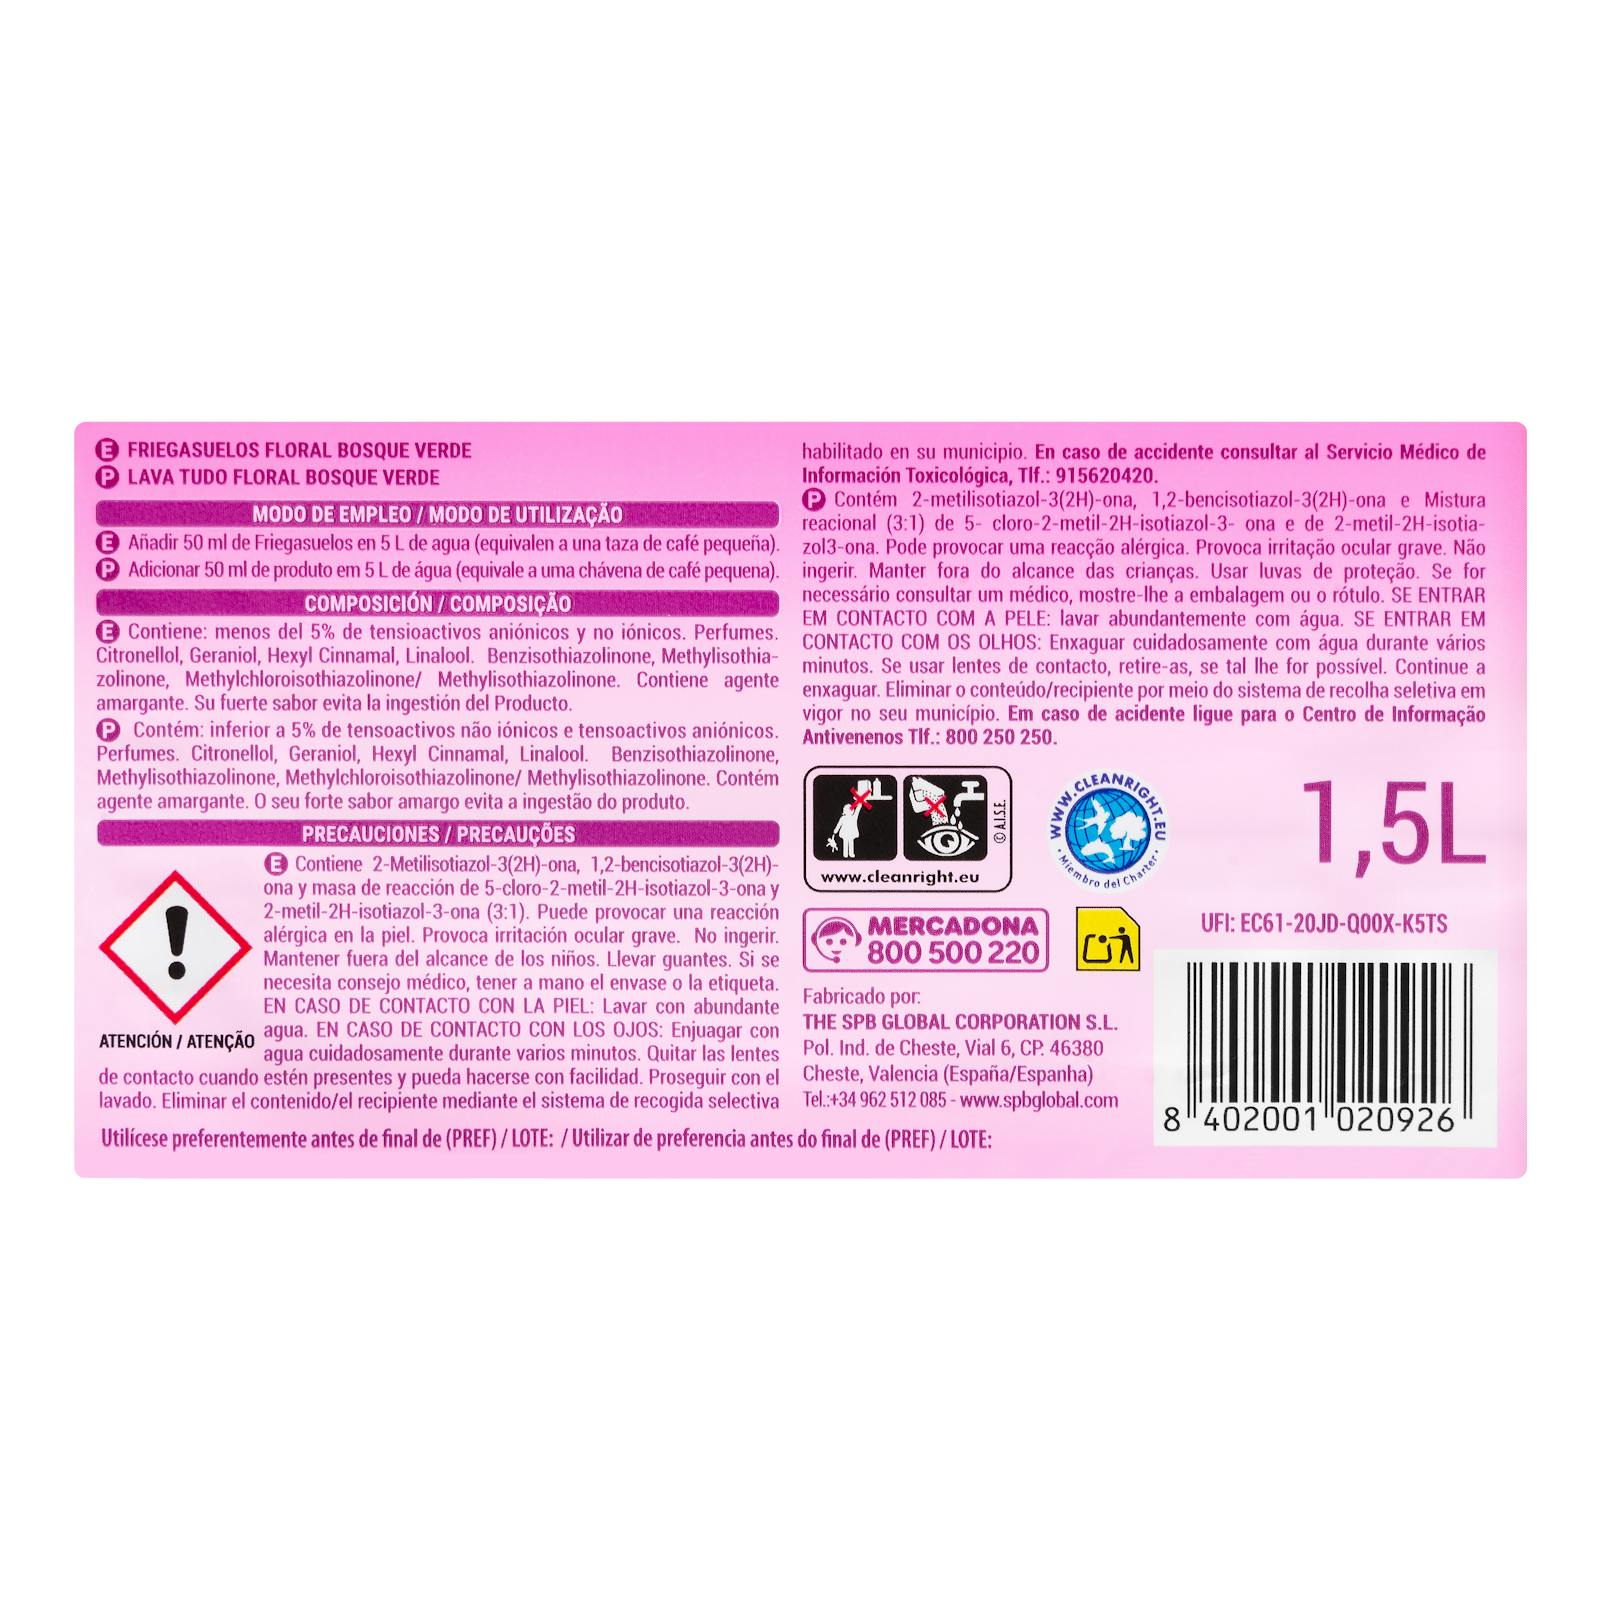 E FRIEGASUELOS FLORAL BOSQUE VERDE
P LAVA TUDO FLORAL BOSQUE VERDE
MODO DE EMPLEO / MODO DE UTILIZAÇÃO
E Añadir 50 ml de Friegasuelos en 5 L de agua (equivalen a una taza de café pequeña).
P Adicionar 50 ml de produto em 5 L de água (equivale a uma chávena de café pequena).
COMPOSICIÓN / COMPOSIÇÃO
E Contiene: menos del 5% de tensioactivos aniónicos y no iónicos. Perfumes.
Citronellol, Geraniol, Hexyl Cinnamal, Linalool. Benzisothiazolinone, Methylisothia-
zolinone, Methylchloroisothiazolinone/ Methylisothiazolinone. Contiene agente
amargante. Su fuerte sabor evita la ingestión del Producto.
P Contém: inferior a 5% de tensoactivos não iónicos e tensoactivos aniónicos.
Perfumes. Citronellol, Geraniol, Hexyl Cinnamal, Linalool. Benzisothiazolinone,
Methylisothiazolinone, Methylchloroisothiazolinone/ Methylisothiazolinone. Contém
agente amargante. O seu forte sabor amargo evita a ingestão do produto.
PRECAUCIONES / PRECAUÇÕES
E Contiene 2-Metilisotiazol-3(2H)-ona, 1,2-bencisotiazol-3(2H)-
ona y masa de reacción de 5-cloro-2-metil-2H-isotiazol-3-ona y
2-metil-2H-isotiazol-3-ona (3:1). Puede provocar una reacción
alérgica en la piel. Provoca irritación ocular grave. No ingerir.
Mantener fuera del alcance de los niños. Llevar guantes. Si se
necesita consejo médico, tener a mano el envase o la etiqueta.
EN CASO DE CONTACTO CON LA PIEL: Lavar con abundante
agua. EN CASO DE CONTACTO CON LOS OJOS: Enjuagar con
agua cuidadosamente durante varios minutos. Quitar las lentes
de contacto cuando estén presentes y pueda hacerse con facilidad. Proseguir con el
lavado. Eliminar el contenido/el recipiente mediante el sistema de recogida selectiva
ATENCIÓN / ATENÇÃO
Utilícese preferentemente antes de final de (PREF) / LOTE: / Utilizar de preferencia antes do final de (PREF) / LOTE:
habilitado en su municipio. En caso de accidente consultar al Servicio Médico de
Información Toxicológica, Tlf.: 915620420.
P Contém 2-metilisotiazol-3(2H)-ona, 1,2-bencisotiazol-3(2H)-ona e Mistura
reacional (3:1) de 5- cloro-2-metil-2H-isotiazol-3- ona e de 2-metil-2H-isotia-
zol3-ona. Pode provocar uma reacção alérgica. Provoca irritação ocular grave. Não
ingerir. Manter fora do alcance das crianças. Usar luvas de proteção. Se for
necessário consultar um médico, mostre-lhe a embalagem ou o rótulo. SE ENTRAR
EM CONTACTO COM A PELE: lavar abundantemente com água. SE ENTRAR EM
CONTACTO COM OS OLHOS: Enxaguar cuidadosamente com água durante vários
minutos. Se usar lentes de contacto, retire-as, se tal lhe for possível. Continue a
enxaguar. Eliminar o conteúdo/recipiente por meio do sistema de recolha seletiva em
vigor no seu município. Em caso de acidente ligue para o Centro de Informação
Antivenenos Tlf.: 800 250 250.
© A.I.S.E.
www.cleanright.eu
WWW.CLEANRIGHT.EU
• Miembro del Charter •
1,5L
MERCADONA
800 500 220
UFI: EC61-20JD-Q00X-K5TS
Fabricado por:
THE SPB GLOBAL CORPORATION S.L.
Pol. Ind. de Cheste, Vial 6, CP. 46380
Cheste, Valencia (España/Espanha)
Tel.:+34 962 512 085 - www.spbglobal.com
8 402001 020926